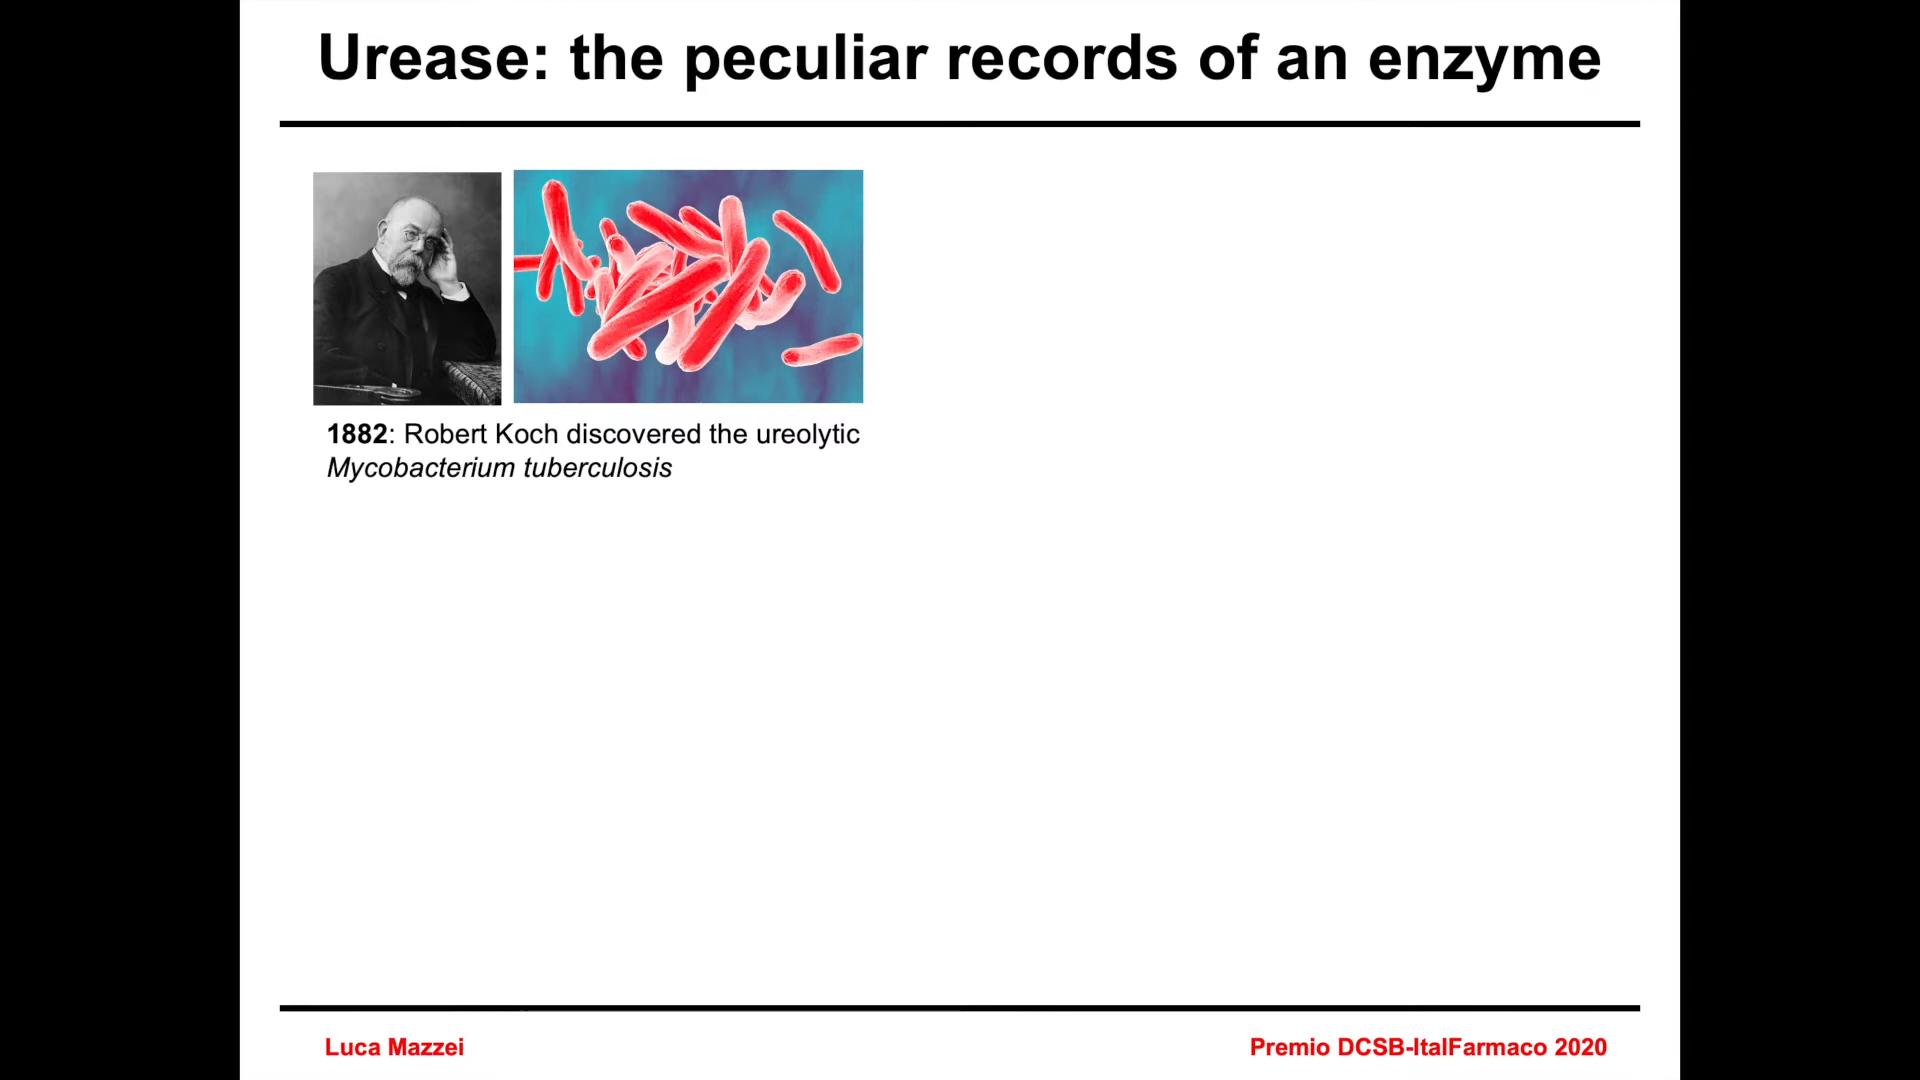 Urease: the peculiar records of an enzyme
1882: Robert Koch discovered the ureolytic
Mycobacterium tuberculosis
Luca Mazzei
Premio DCSB-ItalFarmaco 2020